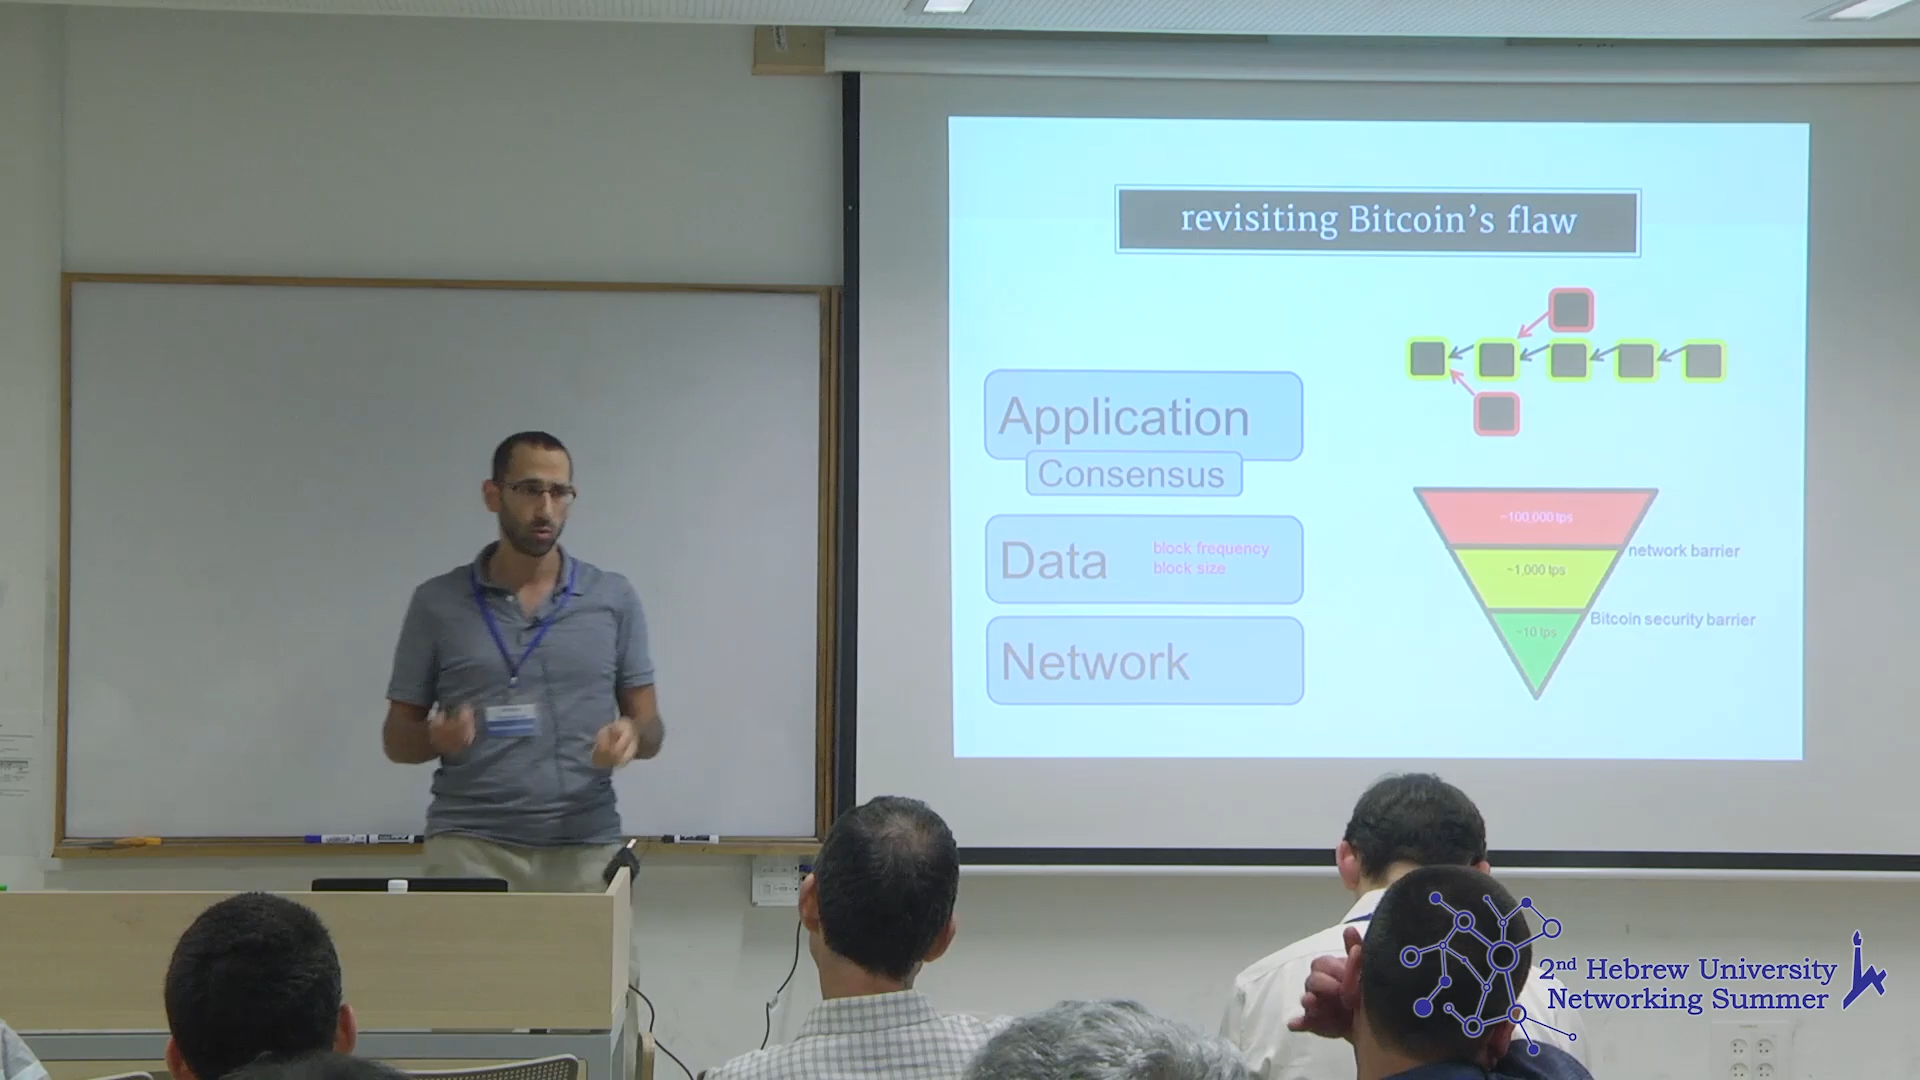 revisiting Bitcoin's flaw
Application
Consensus
Data
block frequency
block size
Network
~100,000 tps
network barrier
~1,000 tps
Bitcoin security barrier
~10 tps
2nd Hebrew University
Networking Summer